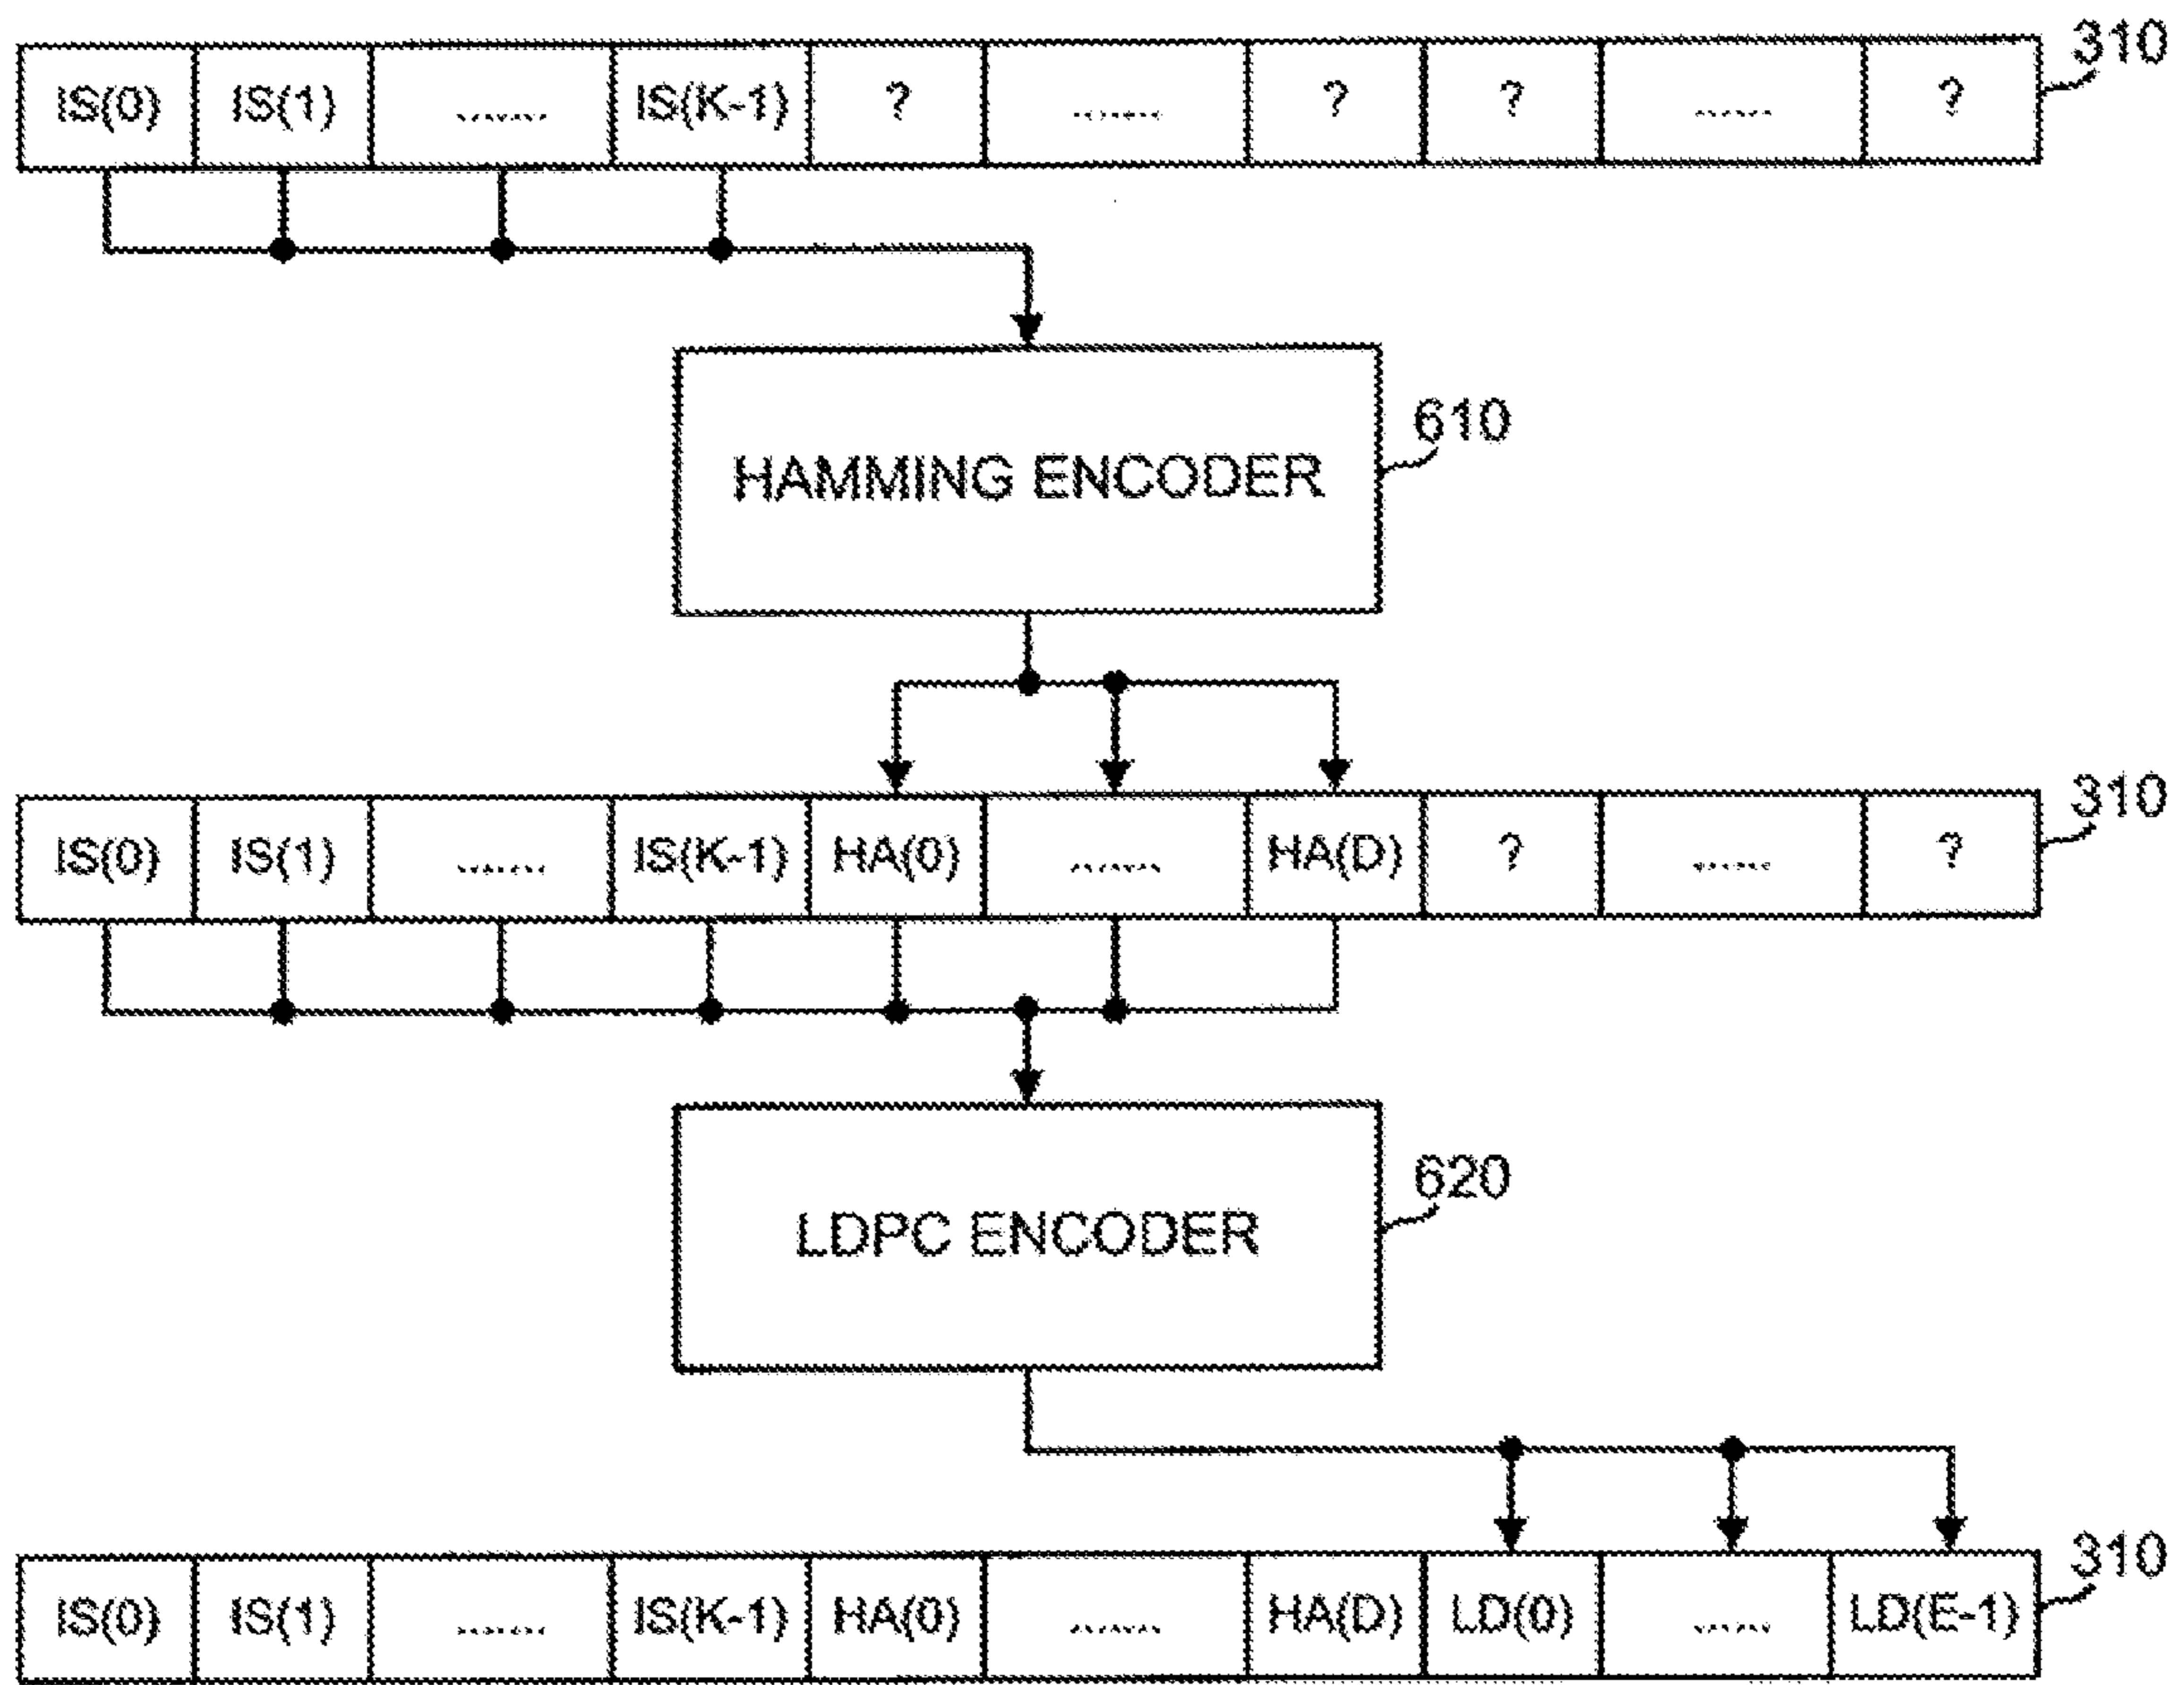 310
IS(0) IS(1) ....... IS(K-1) ? ....... ? ? ...... ?
HAMMING ENCODER
610
310
IS(0) IS(1) ....... IS(K-1) HA(0) ....... HA(D) ? ...... ?
LDPC ENCODER
620
310
IS(0) IS(1) ....... IS(K-1) HA(0) ....... HA(D) LD(0) ...... LD(E-1)